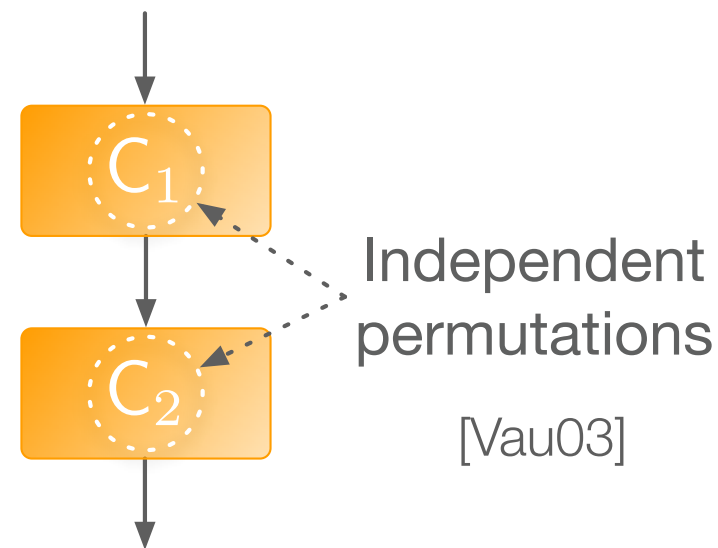 C₁
Independent
permutations
C₂
[Vau03]